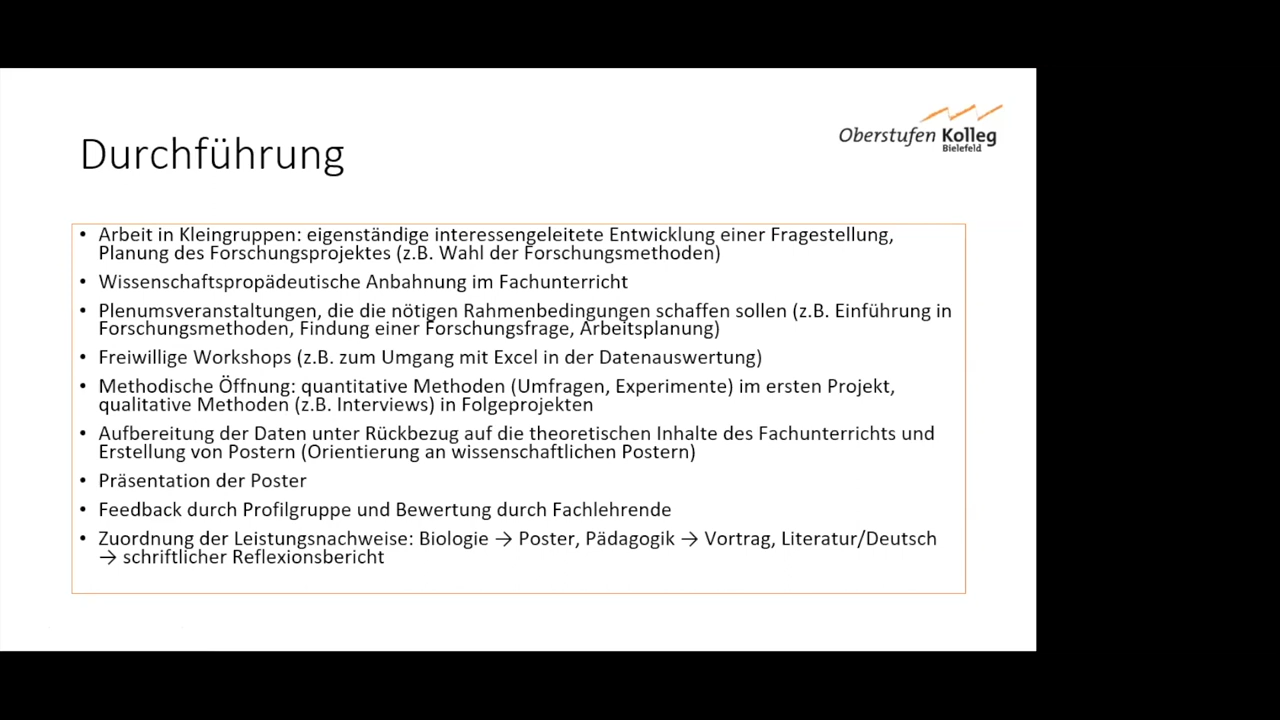 Oberstufen Kolleg
Bielefeld
Durchführung
• Arbeit in Kleingruppen: eigenständige interessengeleitete Entwicklung einer Fragestellung,
Planung des Forschungsprojektes (z.B. Wahl der Forschungsmethoden)
• Wissenschaftspropädeutische Anbahnung im Fachunterricht
• Plenumsveranstaltungen, die die nötigen Rahmenbedingungen schaffen sollen (z.B. Einführung in
Forschungsmethoden, Findung einer Forschungsfrage, Arbeitsplanung)
• Freiwillige Workshops (z.B. zum Umgang mit Excel in der Datenauswertung)
• Methodische Öffnung: quantitative Methoden (Umfragen, Experimente) im ersten Projekt,
qualitative Methoden (z.B. Interviews) in Folgeprojekten
• Aufbereitung der Daten unter Rückbezug auf die theoretischen Inhalte des Fachunterrichts und
Erstellung von Postern (Orientierung an wissenschaftlichen Postern)
• Präsentation der Poster
• Feedback durch Profilgruppe und Bewertung durch Fachlehrende
• Zuordnung der Leistungsnachweise: Biologie → Poster, Pädagogik → Vortrag, Literatur/Deutsch
→ schriftlicher Reflexionsbericht